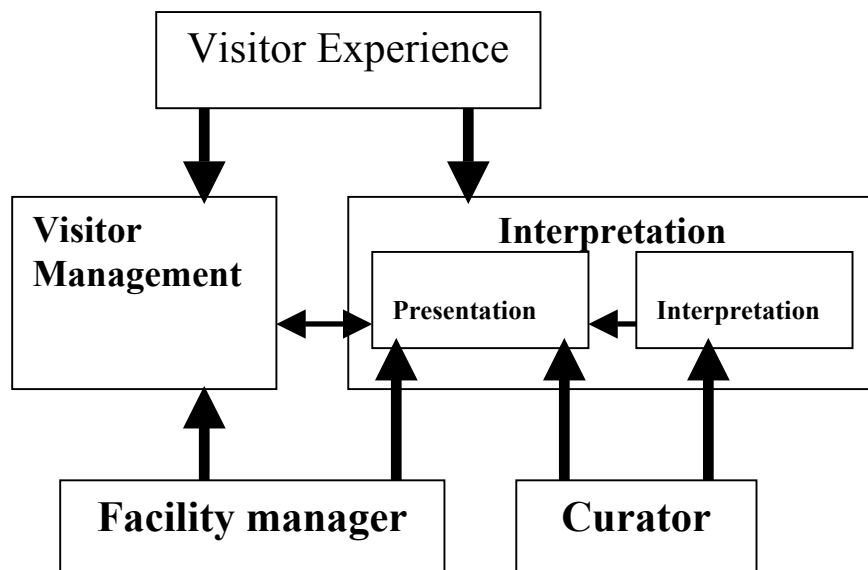 Visitor Experience
Visitor
Management
Interpretation
Presentation
Interpretation
Facility manager
Curator